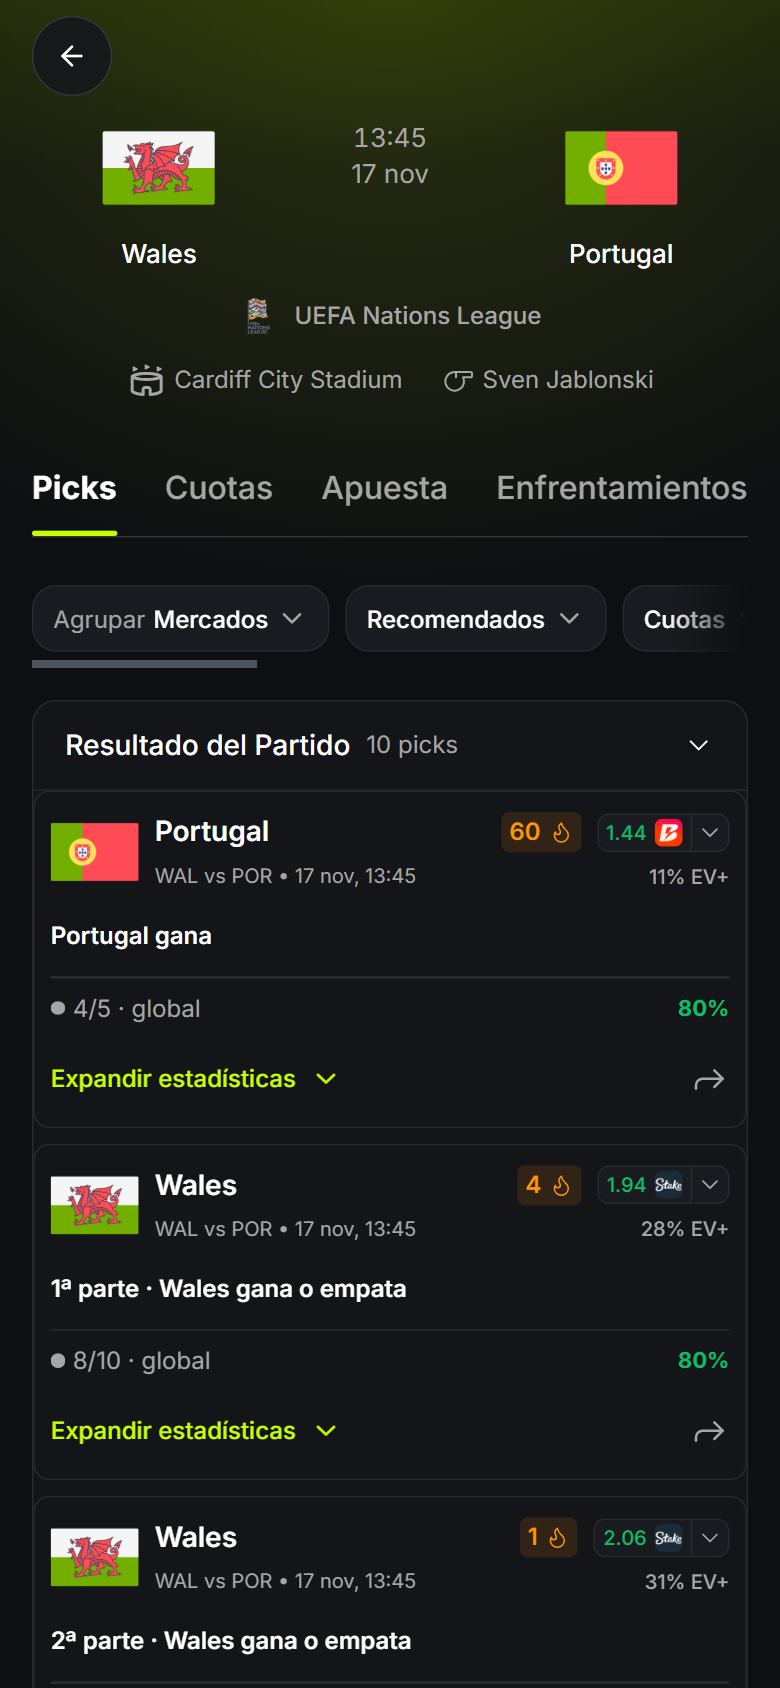 13:45
17 nov
Wales
Portugal
UEFA Nations League
Cardiff City Stadium
Sven Jablonski
Picks
Cuotas
Apuesta
Enfrentamientos
Agrupar Mercados
Recomendados
Cuotas
Resultado del Partido 10 picks
Portugal
60
1.44
WAL vs POR • 17 nov, 13:45
11% EV+
Portugal gana
4/5 · global
80%
Expandir estadísticas
Wales
4
1.94 Stake
WAL vs POR • 17 nov, 13:45
28% EV+
1ª parte · Wales gana o empata
8/10 · global
80%
Expandir estadísticas
Wales
1
2.06 Stake
WAL vs POR • 17 nov, 13:45
31% EV+
2ª parte · Wales gana o empata